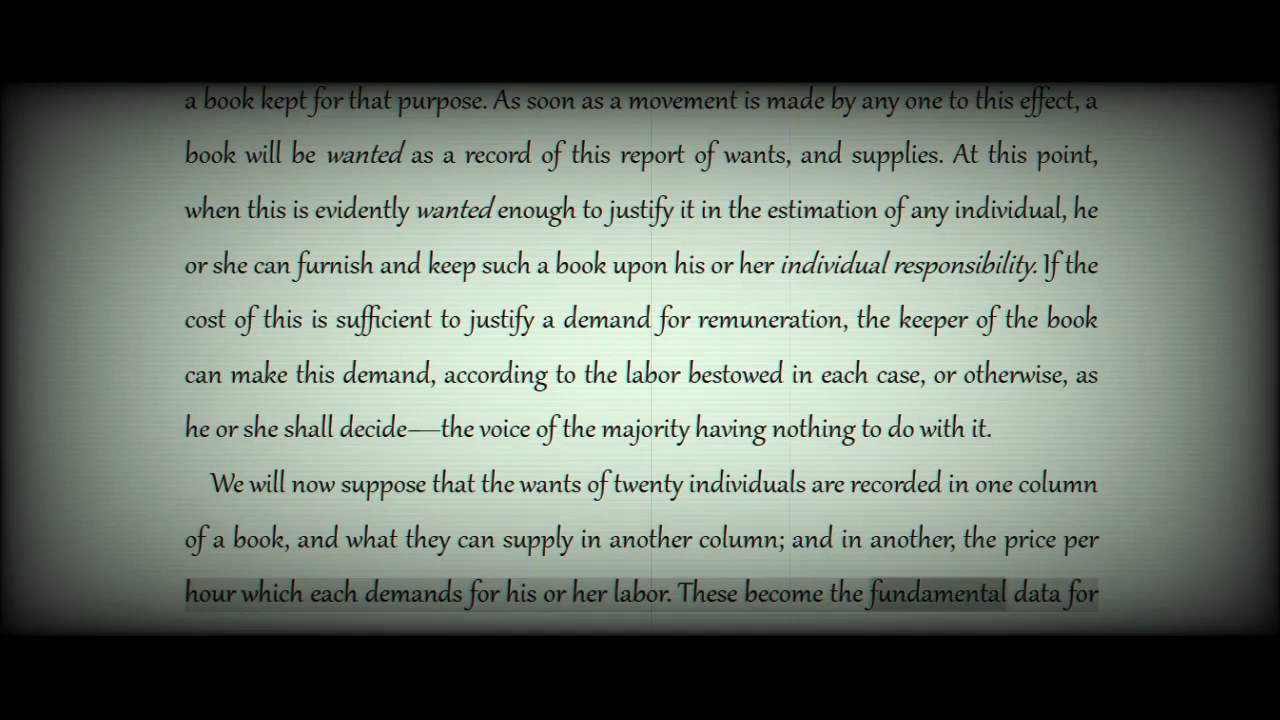 a book kept for that purpose. As soon as a movement is made by any one to this effect, a
book will be wanted as a record of this report of wants, and supplies. At this point,
when this is evidently wanted enough to justify it in the estimation of any individual, he
or she can furnish and keep such a book upon his or her individual responsibility. If the
cost of this is sufficient to justify a demand for remuneration, the keeper of the book
can make this demand, according to the labor bestowed in each case, or otherwise, as
he or she shall decide—the voice of the majority having nothing to do with it.
We will now suppose that the wants of twenty individuals are recorded in one column
of a book, and what they can supply in another column; and in another, the price per
hour which each demands for his or her labor. These become the fundamental data for